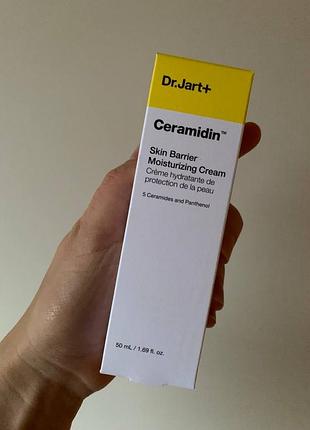 Dr.Jart+
Ceramidin™
Skin Barrier
Moisturizing Cream
Crème hydratante de
protection de la peau
5 Ceramides and Panthenol
50 mL / 1.69 fl. oz.